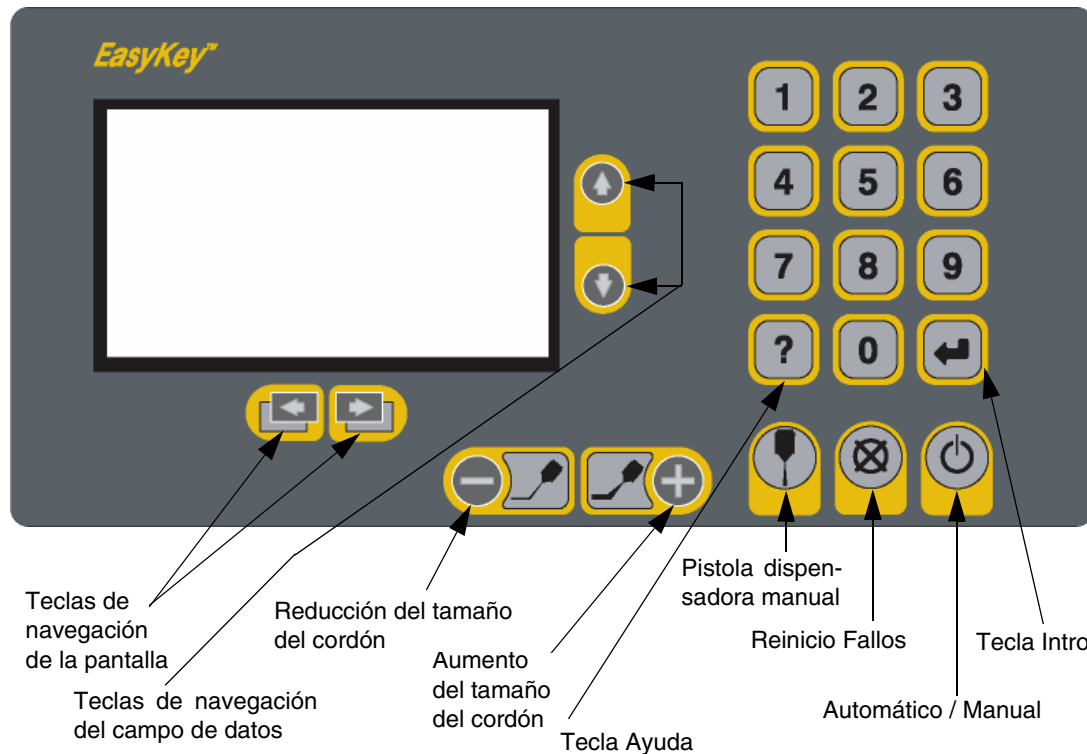 EasyKey™
1 2 3
4 5 6
7 8 9
? 0
Teclas de
navegación
de la pantalla
Teclas de navegación
del campo de datos
Reducción del tamaño
del cordón
Aumento
del tamaño
del cordón
Tecla Ayuda
Pistola dispen-
sadora manual
Reinicio Fallos
Automático / Manual
Tecla Intro